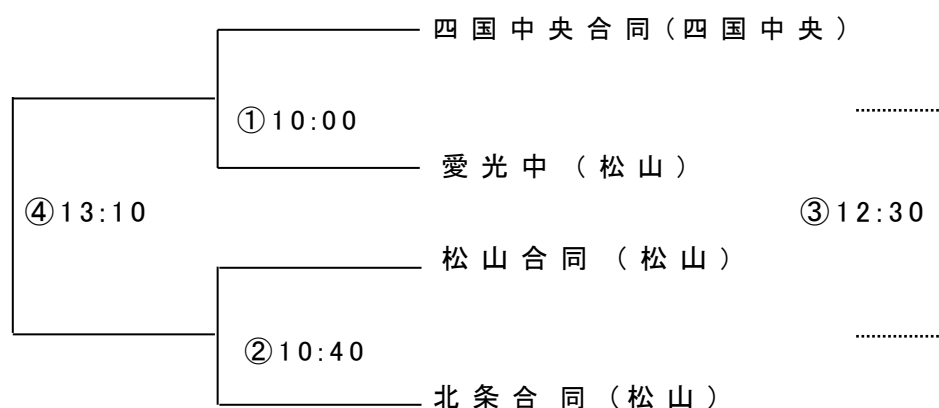 四国中央合同(四国中央)
①10:00
愛光中(松山)
④13:10
③12:30
松山合同(松山)
②10:40
北条合同(松山)